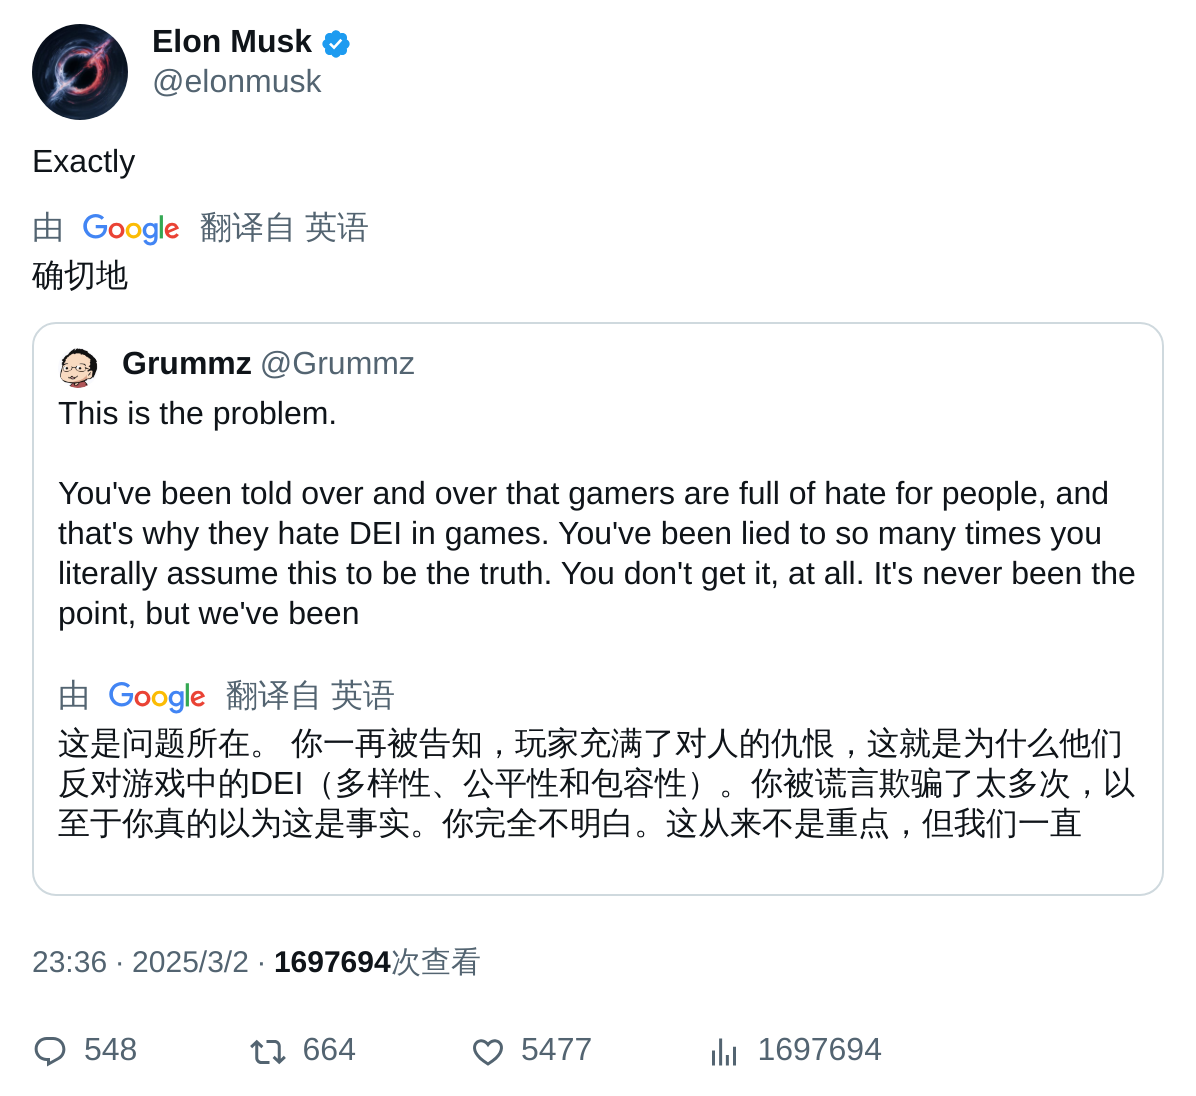 Elon Musk
@elonmusk
Exactly
由 Google 翻译自 英语
确切地
Grummz @Grummz
This is the problem.
You've been told over and over that gamers are full of hate for people, and
that's why they hate DEI in games. You've been lied to so many times you
literally assume this to be the truth. You don't get it, at all. It's never been the
point, but we've been
由 Google 翻译自 英语
这是问题所在。 你一再被告知，玩家充满了对人的仇恨，这就是为什么他们
反对游戏中的DEI（多样性、公平性和包容性）。你被谎言欺骗了太多次，以
至于你真的以为这是事实。你完全不明白。这从来不是重点，但我们一直
23:36 · 2025/3/2 · 1697694次查看
548 664 5477 1697694